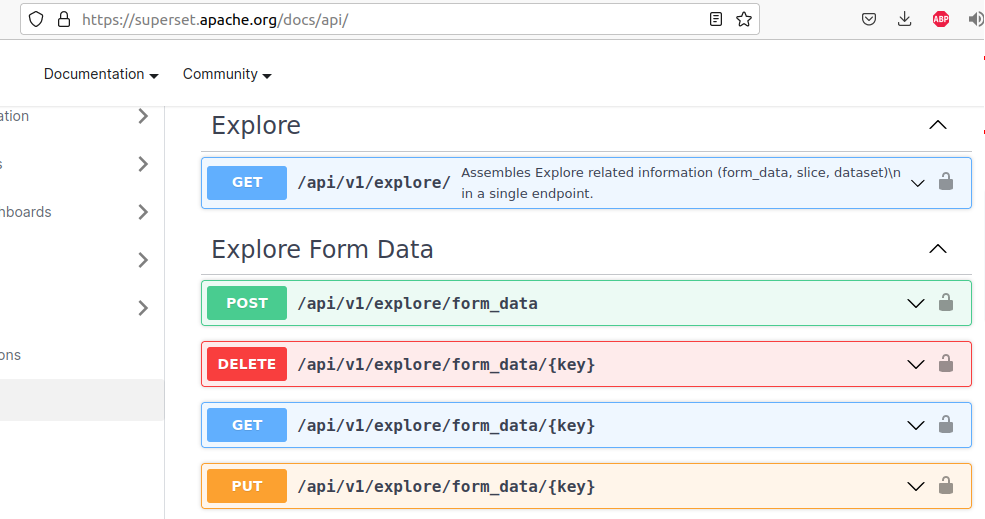 https://superset.apache.org/docs/api/
ABP
Documentation
Community
ation
s
nboards
ons
Explore
GET /api/v1/explore/ Assembles Explore related information (form_data, slice, dataset)\n
in a single endpoint.
Explore Form Data
POST /api/v1/explore/form_data
DELETE /api/v1/explore/form_data/{key}
GET /api/v1/explore/form_data/{key}
PUT /api/v1/explore/form_data/{key}